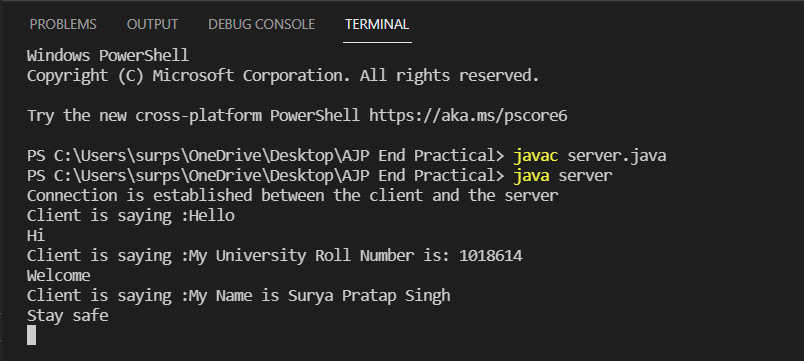 PROBLEMS OUTPUT DEBUG CONSOLE TERMINAL
Windows PowerShell
Copyright (C) Microsoft Corporation. All rights reserved.
Try the new cross-platform PowerShell https://aka.ms/pscore6
PS C:\Users\surps\OneDrive\Desktop\AJP End Practical> javac server.java
PS C:\Users\surps\OneDrive\Desktop\AJP End Practical> java server
Connection is established between the client and the server
Client is saying :Hello
Hi
Client is saying :My University Roll Number is: 1018614
Welcome
Client is saying :My Name is Surya Pratap Singh
Stay safe